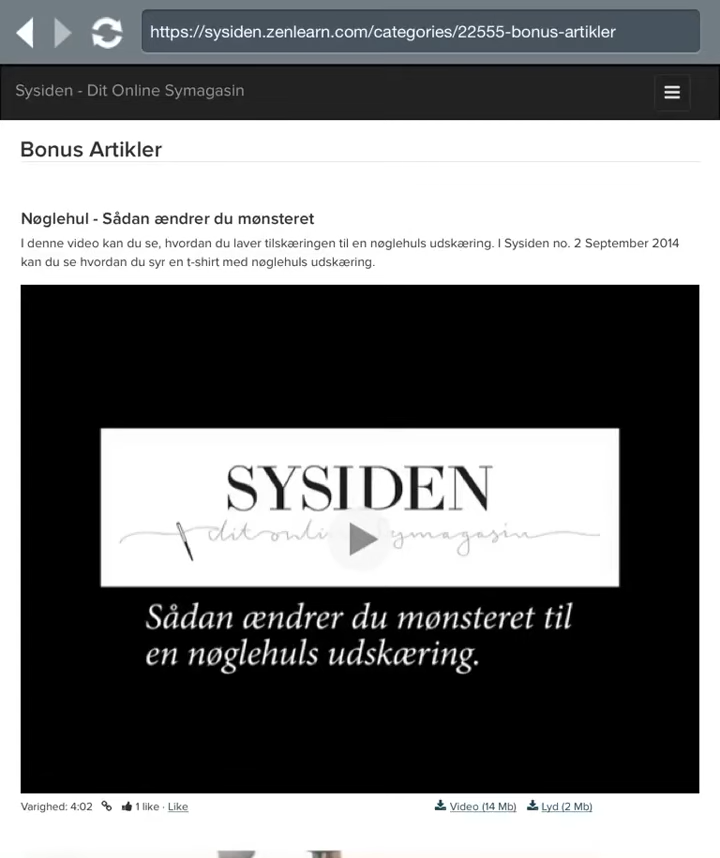 https://sysiden.zenlearn.com/categories/22555-bonus-artikler
Sysiden - Dit Online Symagasin
Bonus Artikler
Nøglehul - Sådan ændrer du mønsteret
I denne video kan du se, hvordan du laver tilskæringen til en nøglehuls udskæring. I Sysiden no. 2 September 2014
kan du se hvordan du syr en t-shirt med nøglehuls udskæring.
SYSIDEN
dit online symagasin
Sådan ændrer du mønsteret til
en nøglehuls udskæring.
Varighed: 4:02 1 like · Like Video (14 Mb) Lyd (2 Mb)